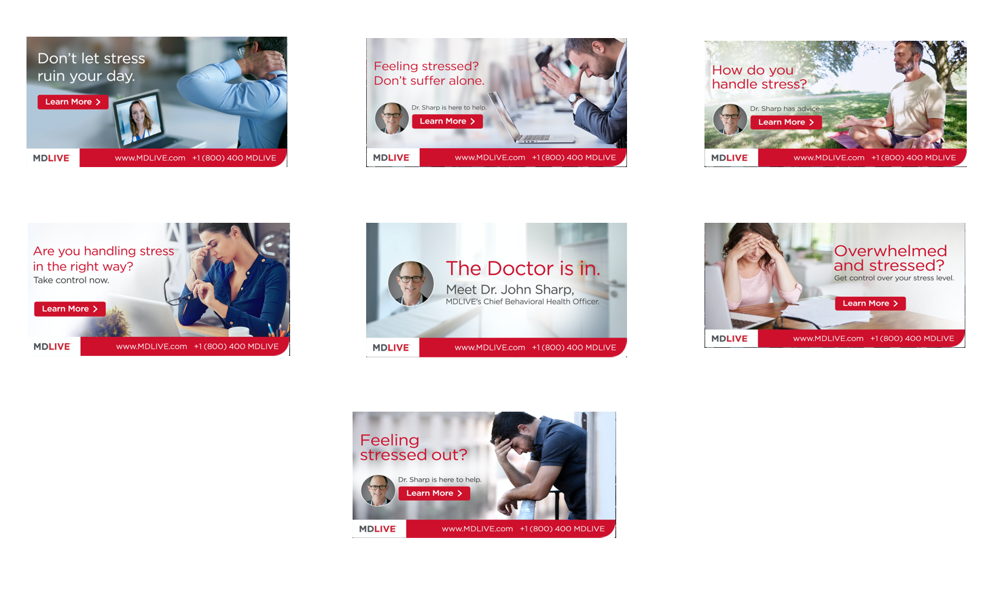 Don't let stress
ruin your day.
Learn More
MDLIVE
www.MDLIVE.com +1 (800) 400 MDLIVE
Feeling stressed?
Don't suffer alone.
Dr. Sharp is here to help.
Learn More
MDLIVE
www.MDLIVE.com +1 (800) 400 MDLIVE
How do you
handle stress?
Dr. Sharp has advice.
Learn More
MDLIVE
www.MDLIVE.com +1 (800) 400 MDLIVE
Are you handling stress
in the right way?
Take control now.
Learn More
MDLIVE
www.MDLIVE.com +1 (800) 400 MDLIVE
The Doctor is in.
Meet Dr. John Sharp,
MDLIVE's Chief Behavioral Health Officer.
MDLIVE
www.MDLIVE.com +1 (800) 400 MDLIVE
Overwhelmed
and stressed?
Get control over your stress level.
Learn More
MDLIVE
www.MDLIVE.com +1 (800) 400 MDLIVE
Feeling
stressed out?
Dr. Sharp is here to help.
Learn More
MDLIVE
www.MDLIVE.com +1 (800) 400 MDLIVE